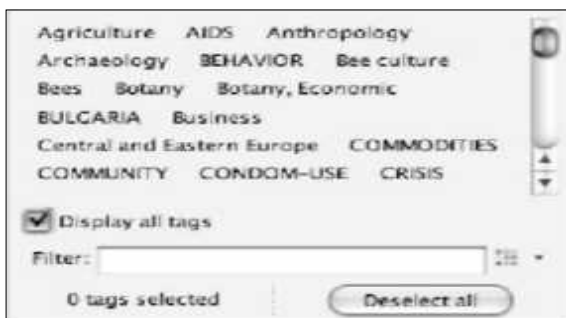 Agriculture AIDS Anthropology
Archaeology BEHAVIOR Bee culture
Bees Botany Botany, Economic
BULGARIA Business
Central and Eastern Europe COMMODITIES
COMMUNITY CONDOM-USE CRISIS
Display all tags
Filter:
0 tags selected Deselect all